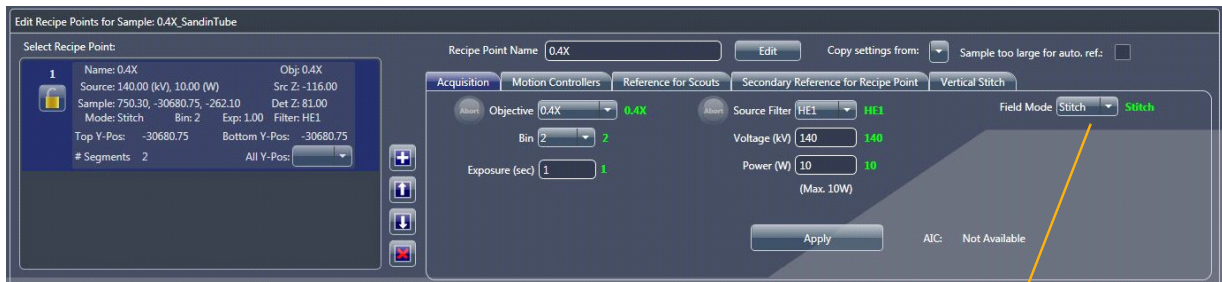 Edit Recipe Points for Sample: 0.4X_SandinTube
Select Recipe Point:
1
Name: 0.4X Obj: 0.4X
Source: 140.00 (kV), 10.00 (W) Src Z: -116.00
Sample: 750.30, -30680.75, -262.10 Det Z: 81.00
Mode: Stitch Bin: 2 Exp: 1.00 Filter: HE1
Top Y-Pos: -30680.75 Bottom Y-Pos: -30680.75
# Segments 2 All Y-Pos:
Recipe Point Name 0.4X Edit Copy settings from: Sample too large for auto. ref.:
Acquisition Motion Controllers Reference for Scouts Secondary Reference for Recipe Point Vertical Stitch
Abort Objective 0.4X 0.4X Abort Source Filter HE1 HE1 Field Mode Stitch Stitch
Bin 2 2 Voltage (kV) 140 140
Exposure (sec) 1 1 Power (W) 10 10
(Max. 10W)
Apply AIC: Not Available